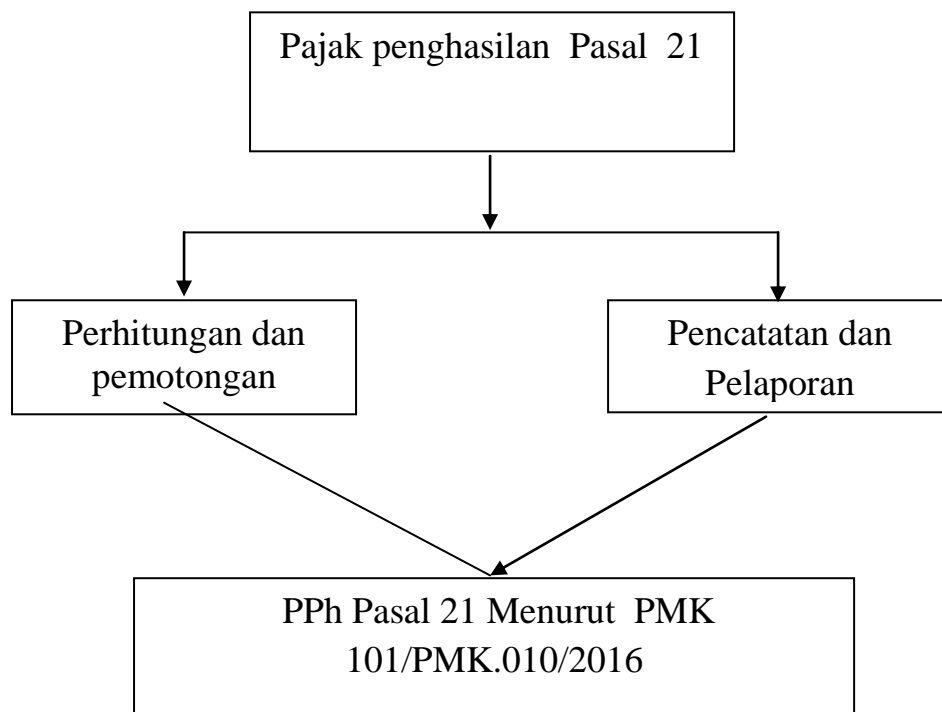 Pajak penghasilan Pasal 21
Perhitungan dan
pemotongan
Pencatatan dan
Pelaporan
PPh Pasal 21 Menurut PMK
101/PMK.010/2016